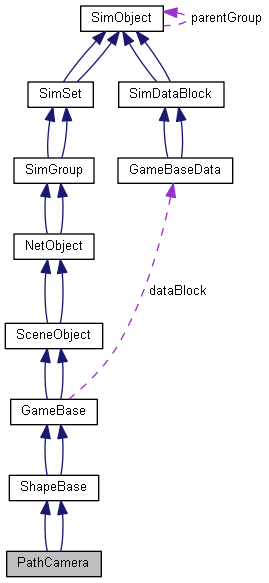 SimObject
parentGroup
SimSet
SimDataBlock
SimGroup
GameBaseData
NetObject
dataBlock
SceneObject
GameBase
ShapeBase
PathCamera